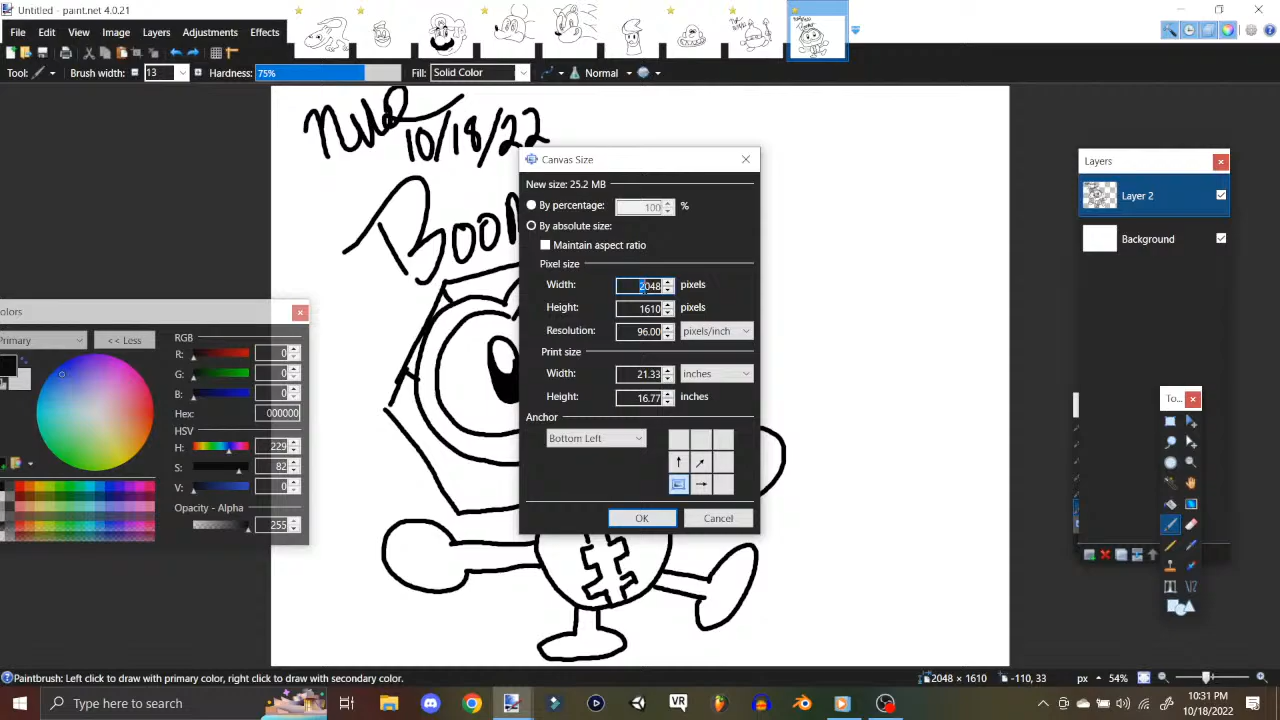 Untitled - paint.net 4.0.21
File Edit View Image Layers Adjustments Effects
Tool: Brush width: 13 Hardness: 75% Fill: Solid Color Normal
10/18/22
Canvas Size
New size: 25.2 MB
By percentage: 100 %
By absolute size:
Maintain aspect ratio
Pixel size
Width: 2048 pixels
Height: 1610 pixels
Resolution: 96.00 pixels/inch
Print size
Width: 21.33 inches
Height: 16.77 inches
Anchor
Bottom Left
OK Cancel
Layers
Layer 2
Background
olors
Primary << Less
RGB
R: 0
G: 0
B: 0
Hex: 000000
HSV
H: 229
S: 82
V: 0
Opacity - Alpha
255
To...
Paintbrush: Left click to draw with primary color, right click to draw with secondary color.
2048 × 1610 -110, 33 px 54%
Type here to search
VR
10:31 PM
10/18/2022